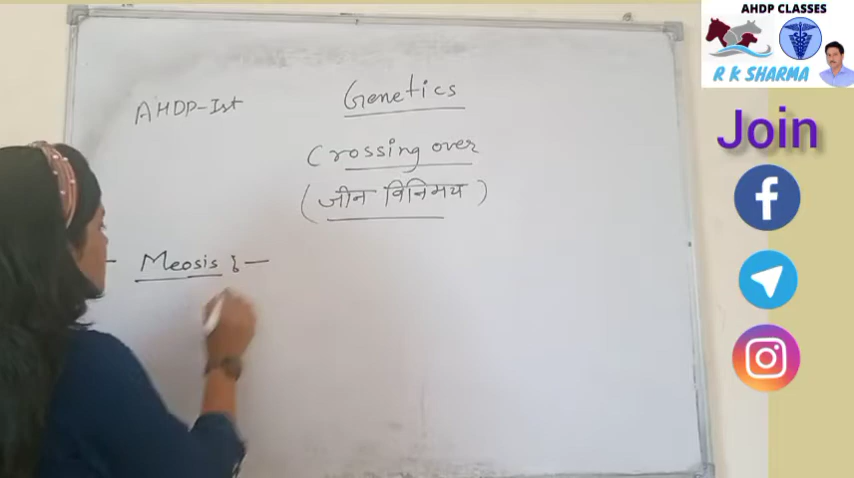 AHDP CLASSES
R K SHARMA
Join
AHDP-Ist
Genetics
Crossing over
(जीन विनिमय)
- Meosis :-